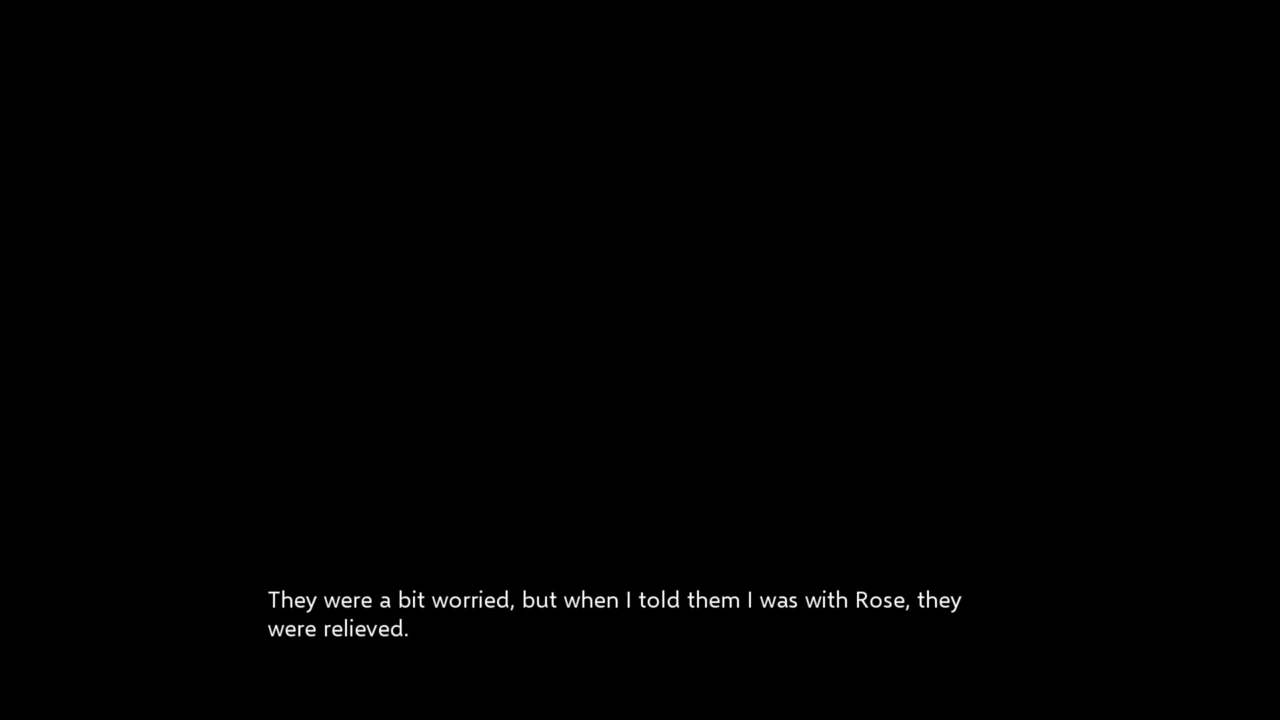 They were a bit worried, but when I told them I was with Rose, they
were relieved.